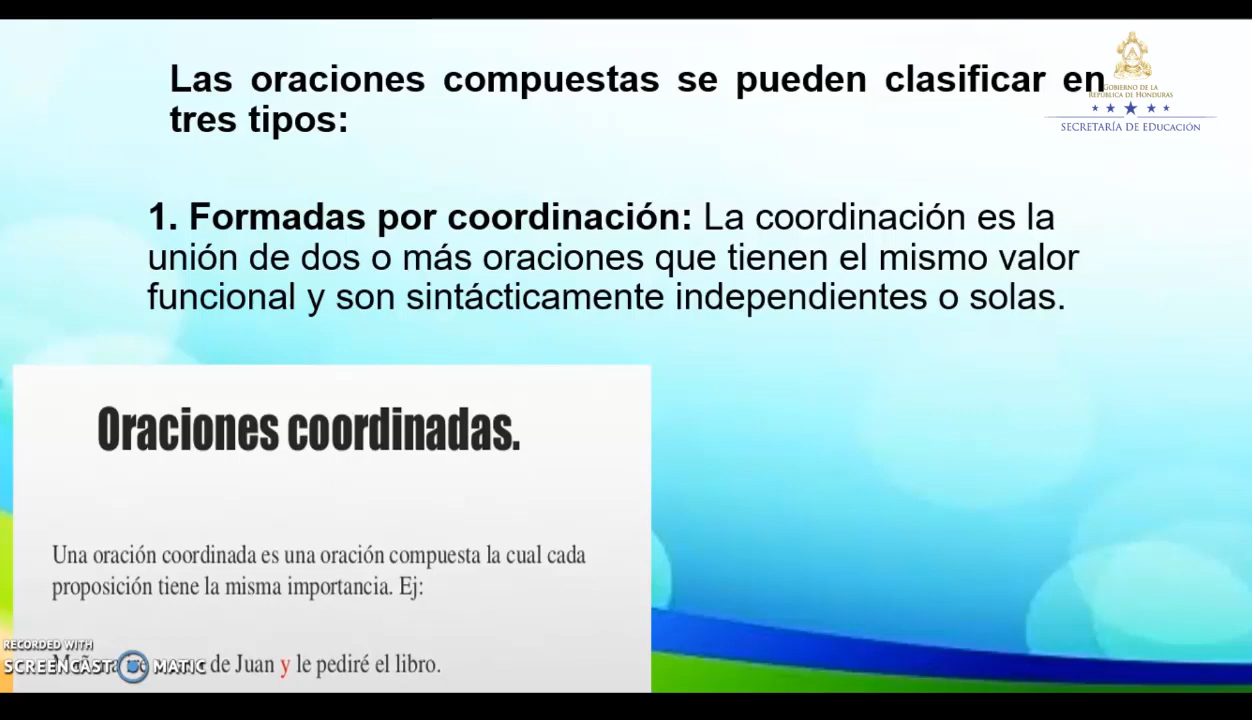 Las oraciones compuestas se pueden clasificar en
tres tipos:
GOBIERNO DE LA
REPÚBLICA DE HONDURAS
SECRETARÍA DE EDUCACIÓN
1. Formadas por coordinación: La coordinación es la
unión de dos o más oraciones que tienen el mismo valor
funcional y son sintácticamente independientes o solas.
Oraciones coordinadas.
Una oración coordinada es una oración compuesta la cual cada
proposición tiene la misma importancia. Ej:
RECORDED WITH
SCREENCAST MATIC
de Juan y le pediré el libro.